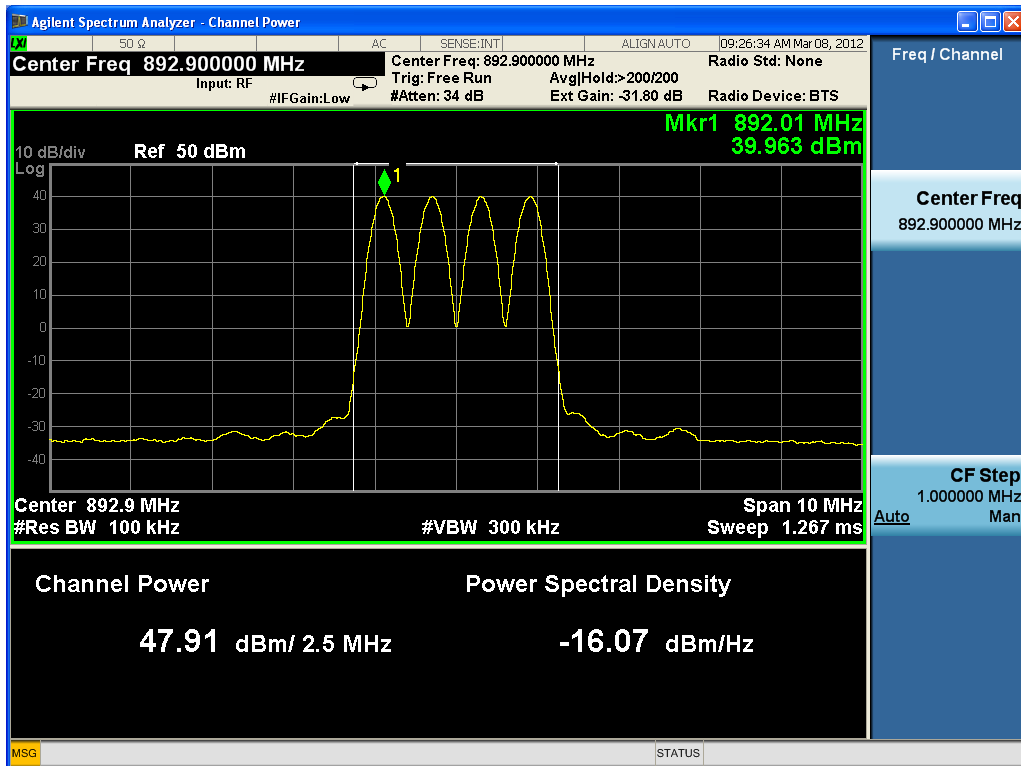 Agilent Spectrum Analyzer - Channel Power
LXI 50 Ω AC SENSE:INT ALIGN AUTO 09:26:34 AM Mar 08, 2012
Center Freq 892.900000 MHz
Input: RF
#IFGain:Low
Center Freq: 892.900000 MHz
Trig: Free Run Avg|Hold:>200/200
#Atten: 34 dB Ext Gain: -31.80 dB
Radio Std: None
Radio Device: BTS
Freq / Channel
Mkr1 892.01 MHz
39.963 dBm
10 dB/div Ref 50 dBm
Log
1
40
30
20
10
0
-10
-20
-30
-40
Center 892.9 MHz Span 10 MHz
#Res BW 100 kHz #VBW 300 kHz Sweep 1.267 ms
Center Freq
892.900000 MHz
CF Step
1.000000 MHz
Auto Man
Channel Power Power Spectral Density
47.91 dBm/ 2.5 MHz -16.07 dBm/Hz
MSG STATUS